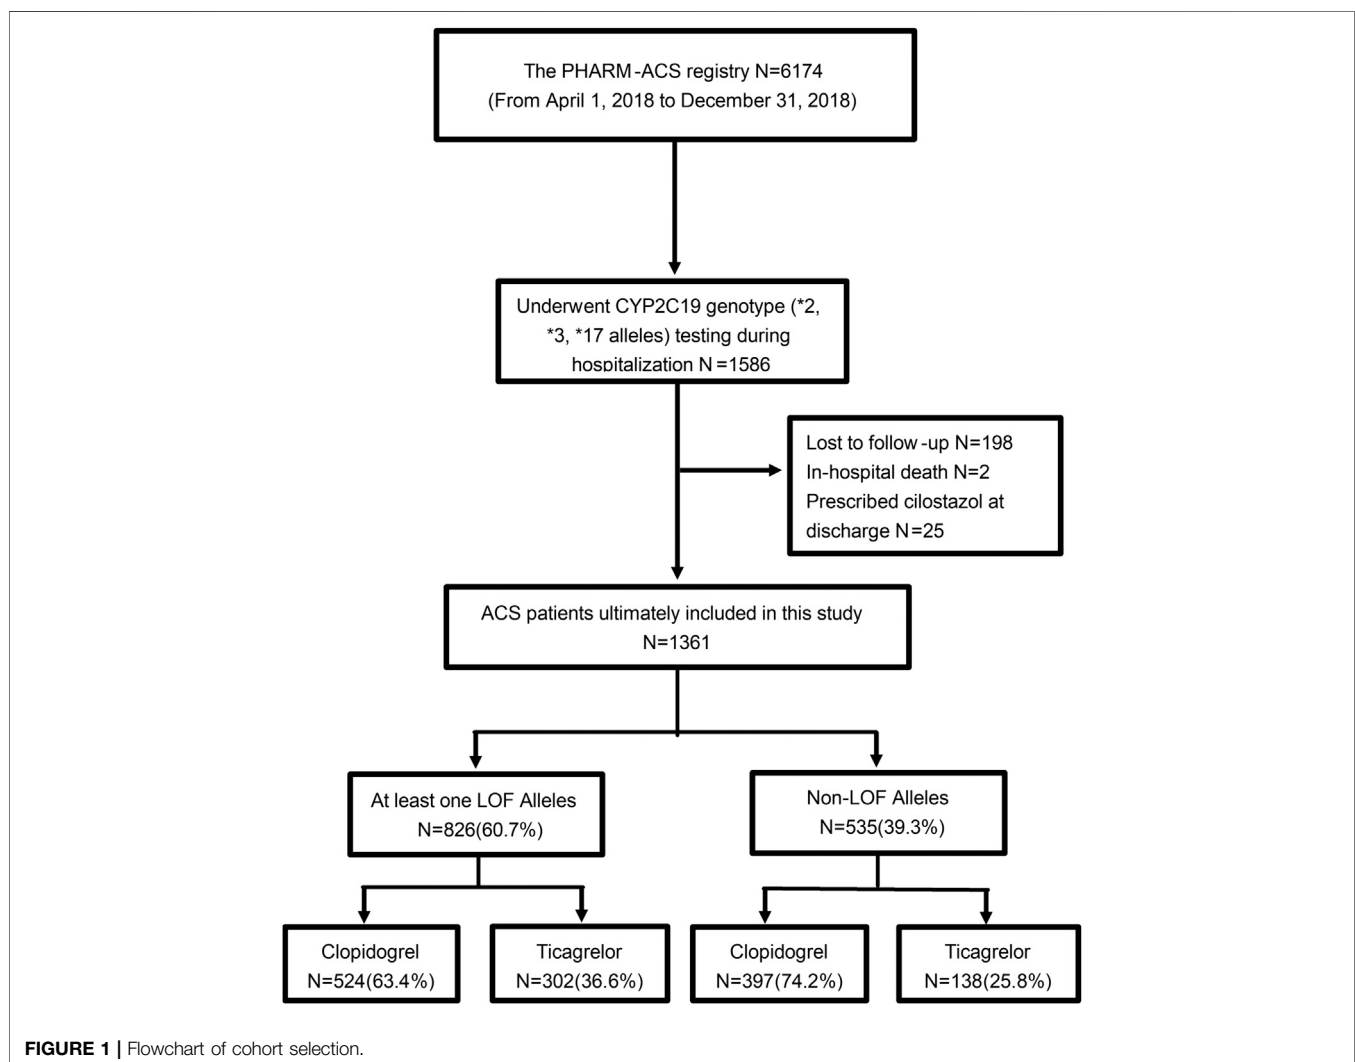 The PHARM-ACS registry N=6174
(From April 1, 2018 to December 31, 2018)
Underwent CYP2C19 genotype (*2,
*3, *17 alleles) testing during
hospitalization N=1586
Lost to follow-up N=198
In-hospital death N=2
Prescribed cilostazol at
discharge N=25
ACS patients ultimately included in this study
N=1361
At least one LOF Alleles
N=826(60.7%)
Non-LOF Alleles
N=535(39.3%)
Clopidogrel
N=524(63.4%)
Ticagrelor
N=302(36.6%)
Clopidogrel
N=397(74.2%)
Ticagrelor
N=138(25.8%)
FIGURE 1 | Flowchart of cohort selection.